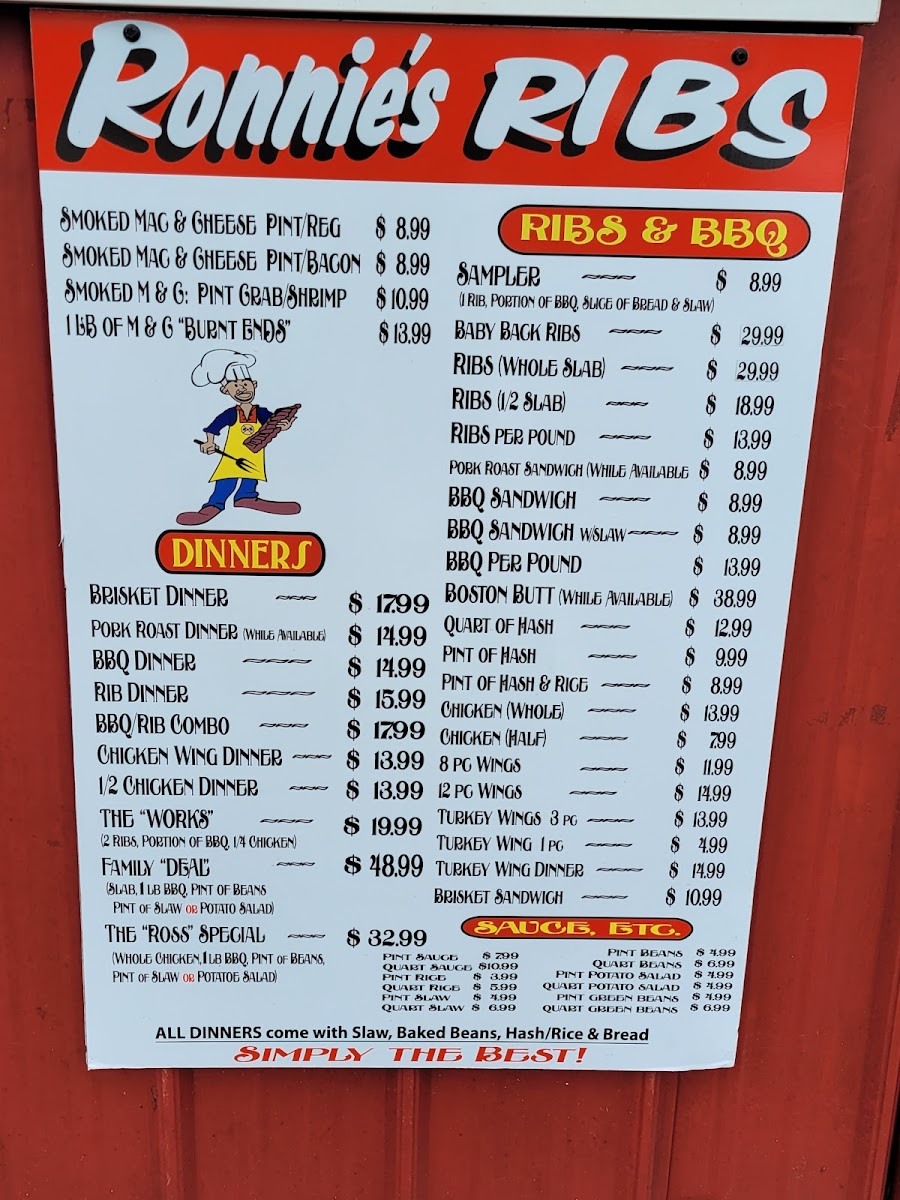 Ronnie's RIBS
Smoked Mac & Cheese Pint/Reg $ 8.99
Smoked Mac & Cheese Pint/Bacon $ 8.99
Smoked M & C: Pint Crab/Shrimp $ 10.99
1 LB of M & C "Burnt Ends" $ 13.99
DINNERS
Brisket Dinner $ 17.99
Pork Roast Dinner (While Available) $ 14.99
BBQ Dinner $ 14.99
Rib Dinner $ 15.99
BBQ/Rib Combo $ 17.99
Chicken Wing Dinner $ 13.99
1/2 Chicken Dinner $ 13.99
The "Works" $ 19.99
(2 Ribs, Portion of BBQ, 1/4 Chicken)
Family "Deal" $ 48.99
(Slab, 1 lb BBQ, Pint of Beans
Pint of Slaw or Potato Salad)
The "Ross" Special $ 32.99
(Whole Chicken, 1 lb BBQ, Pint of Beans,
Pint of Slaw or Potatoe Salad)
RIBS & BBQ
Sampler $ 8.99
(1 Rib, Portion of BBQ, Slice of Bread & Slaw)
Baby Back Ribs $ 29.99
Ribs (Whole Slab) $ 29.99
Ribs (1/2 Slab) $ 18.99
Ribs per pound $ 13.99
Pork Roast Sandwich (While Available $ 8.99
BBQ Sandwich $ 8.99
BBQ Sandwich w/slaw $ 8.99
BBQ Per Pound $ 13.99
Boston Butt (While Available) $ 38.99
Quart of Hash $ 12.99
Pint of Hash $ 9.99
Pint of Hash & Rice $ 8.99
Chicken (Whole) $ 13.99
Chicken (Half) $ 7.99
8 pc Wings $ 11.99
12 pc Wings $ 14.99
Turkey Wings 3 pc $ 13.99
Turkey Wing 1 pc $ 4.99
Turkey Wing Dinner $ 14.99
Brisket Sandwich $ 10.99
SAUCE, ETC.
Pint Sauce $ 7.99
Quart Sauce $10.99
Pint Rice $ 3.99
Quart Rice $ 5.99
Pint Slaw $ 4.99
Quart Slaw $ 6.99
Pint Beans $ 4.99
Quart Beans $ 6.99
Pint Potato Salad $ 4.99
Quart Potato Salad $ 4.99
Pint Green Beans $ 4.99
Quart Green Beans $ 6.99
ALL DINNERS come with Slaw, Baked Beans, Hash/Rice & Bread
SIMPLY THE BEST!